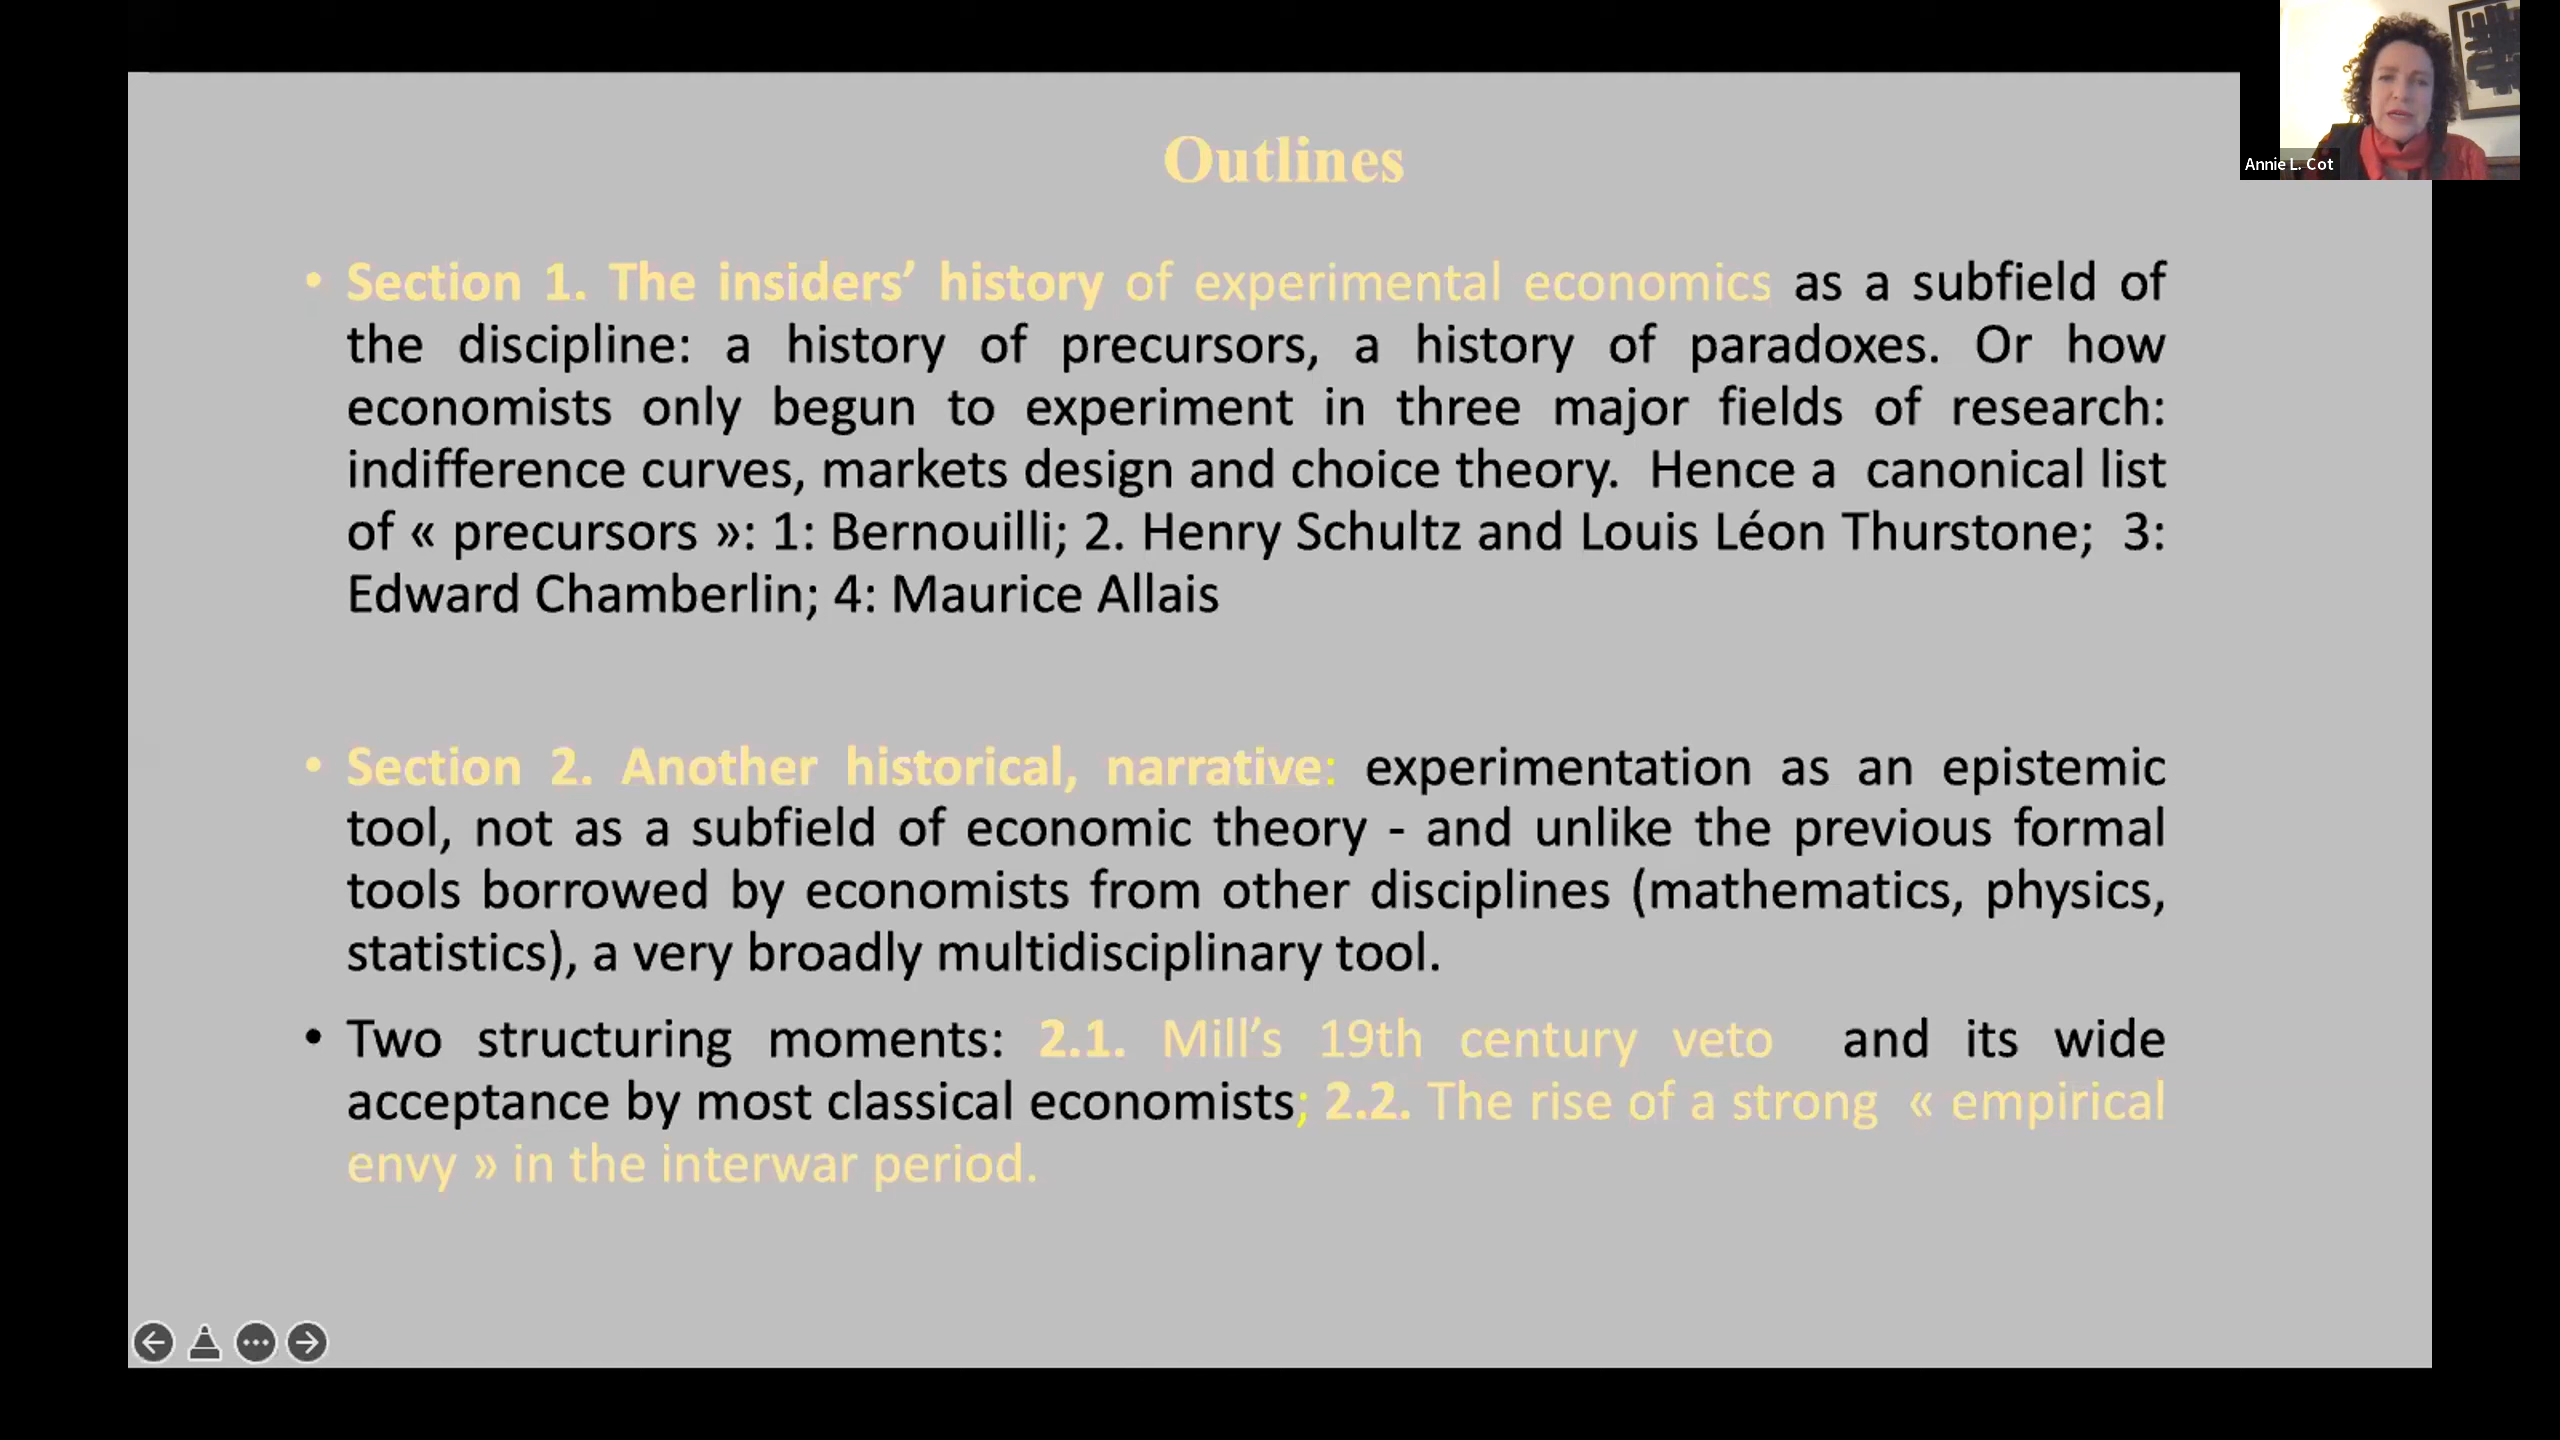 Outlines
Annie L. Cot
• Section 1. The insiders’ history of experimental economics as a subfield of
the discipline: a history of precursors, a history of paradoxes. Or how
economists only begun to experiment in three major fields of research:
indifference curves, markets design and choice theory. Hence a canonical list
of « precursors »: 1: Bernouilli; 2. Henry Schultz and Louis Léon Thurstone; 3:
Edward Chamberlin; 4: Maurice Allais
• Section 2. Another historical, narrative: experimentation as an epistemic
tool, not as a subfield of economic theory - and unlike the previous formal
tools borrowed by economists from other disciplines (mathematics, physics,
statistics), a very broadly multidisciplinary tool.
• Two structuring moments: 2.1. Mill’s 19th century veto and its wide
acceptance by most classical economists; 2.2. The rise of a strong « empirical
envy » in the interwar period.